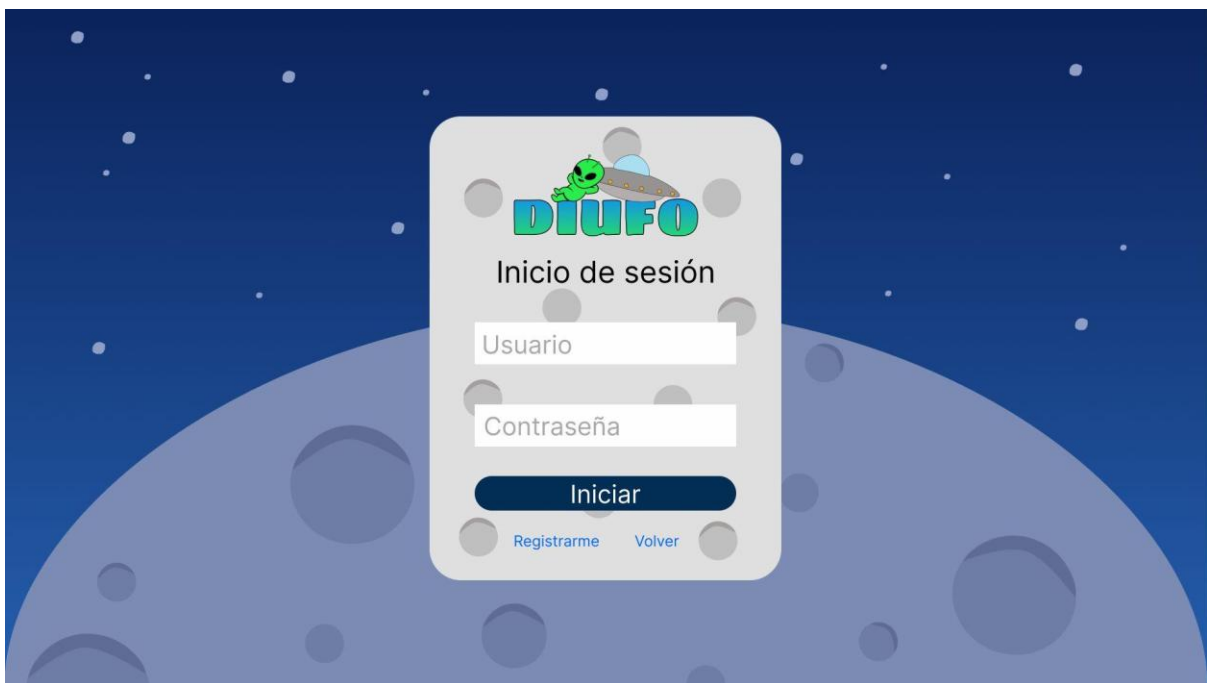 DIUFO
Inicio de sesión
Usuario
Contraseña
Iniciar
Registrarme Volver